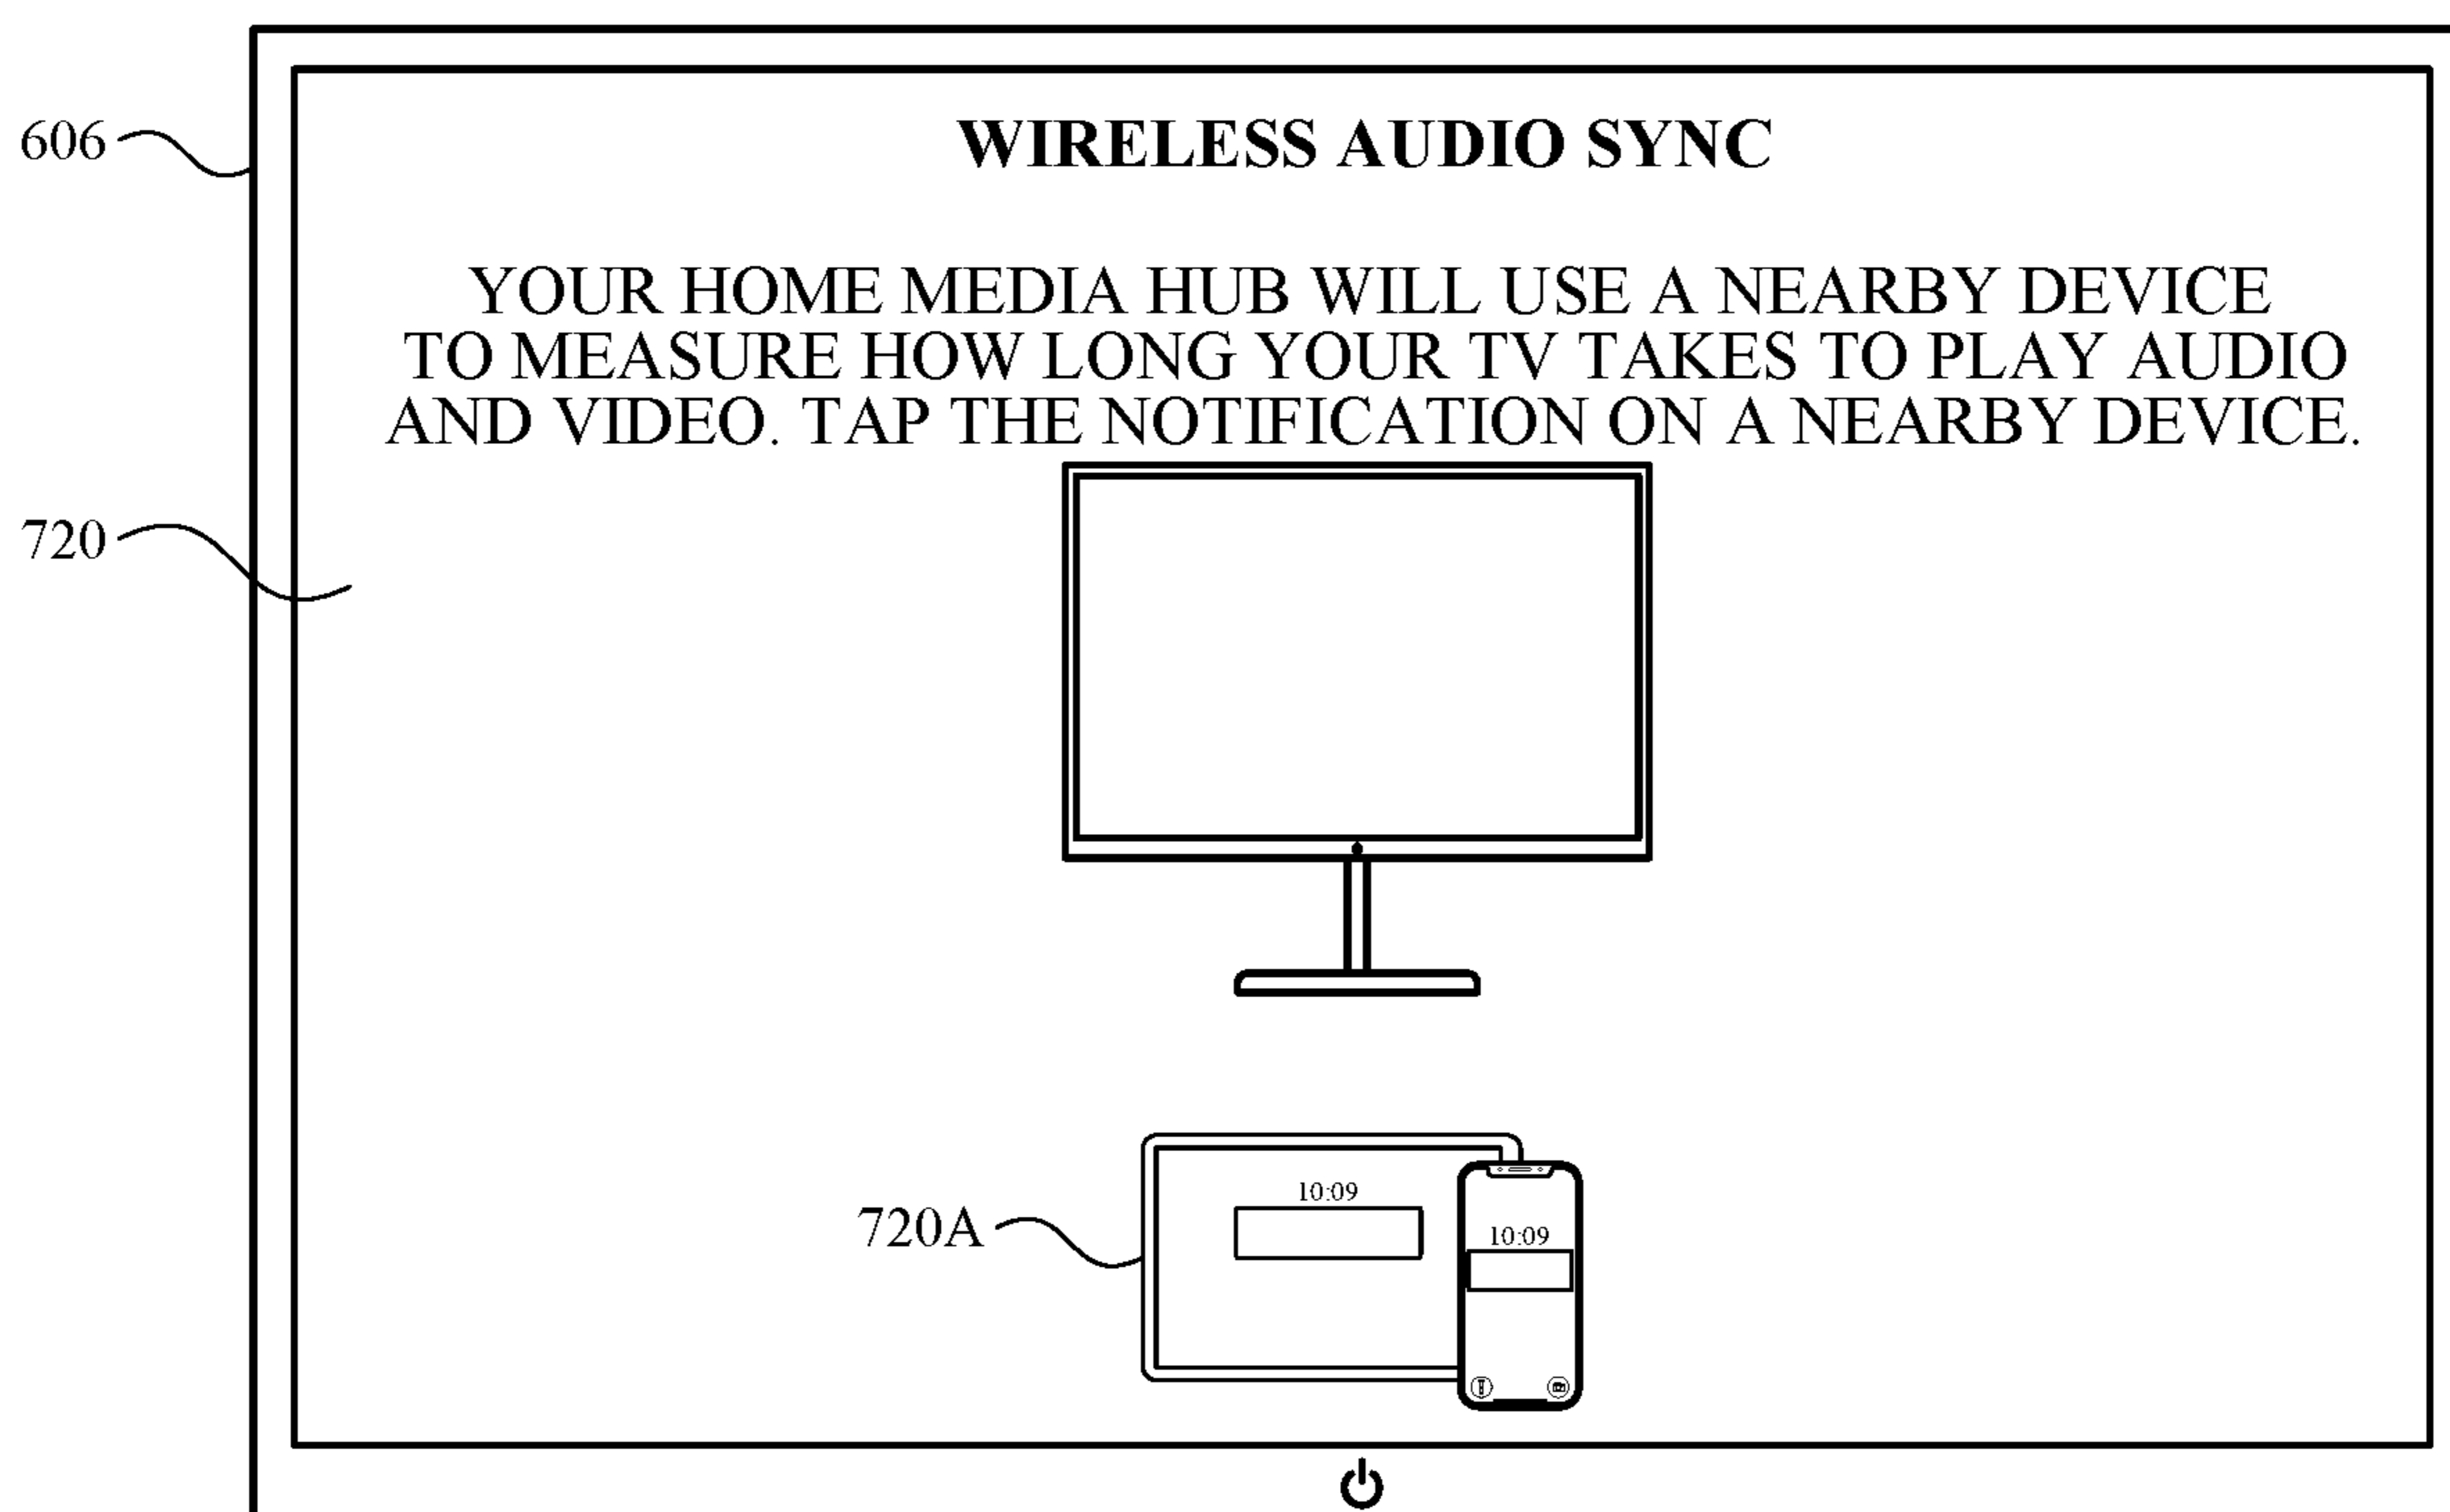 606
WIRELESS AUDIO SYNC
YOUR HOME MEDIA HUB WILL USE A NEARBY DEVICE
TO MEASURE HOW LONG YOUR TV TAKES TO PLAY AUDIO
AND VIDEO. TAP THE NOTIFICATION ON A NEARBY DEVICE.
720
10:09
720A
10:09